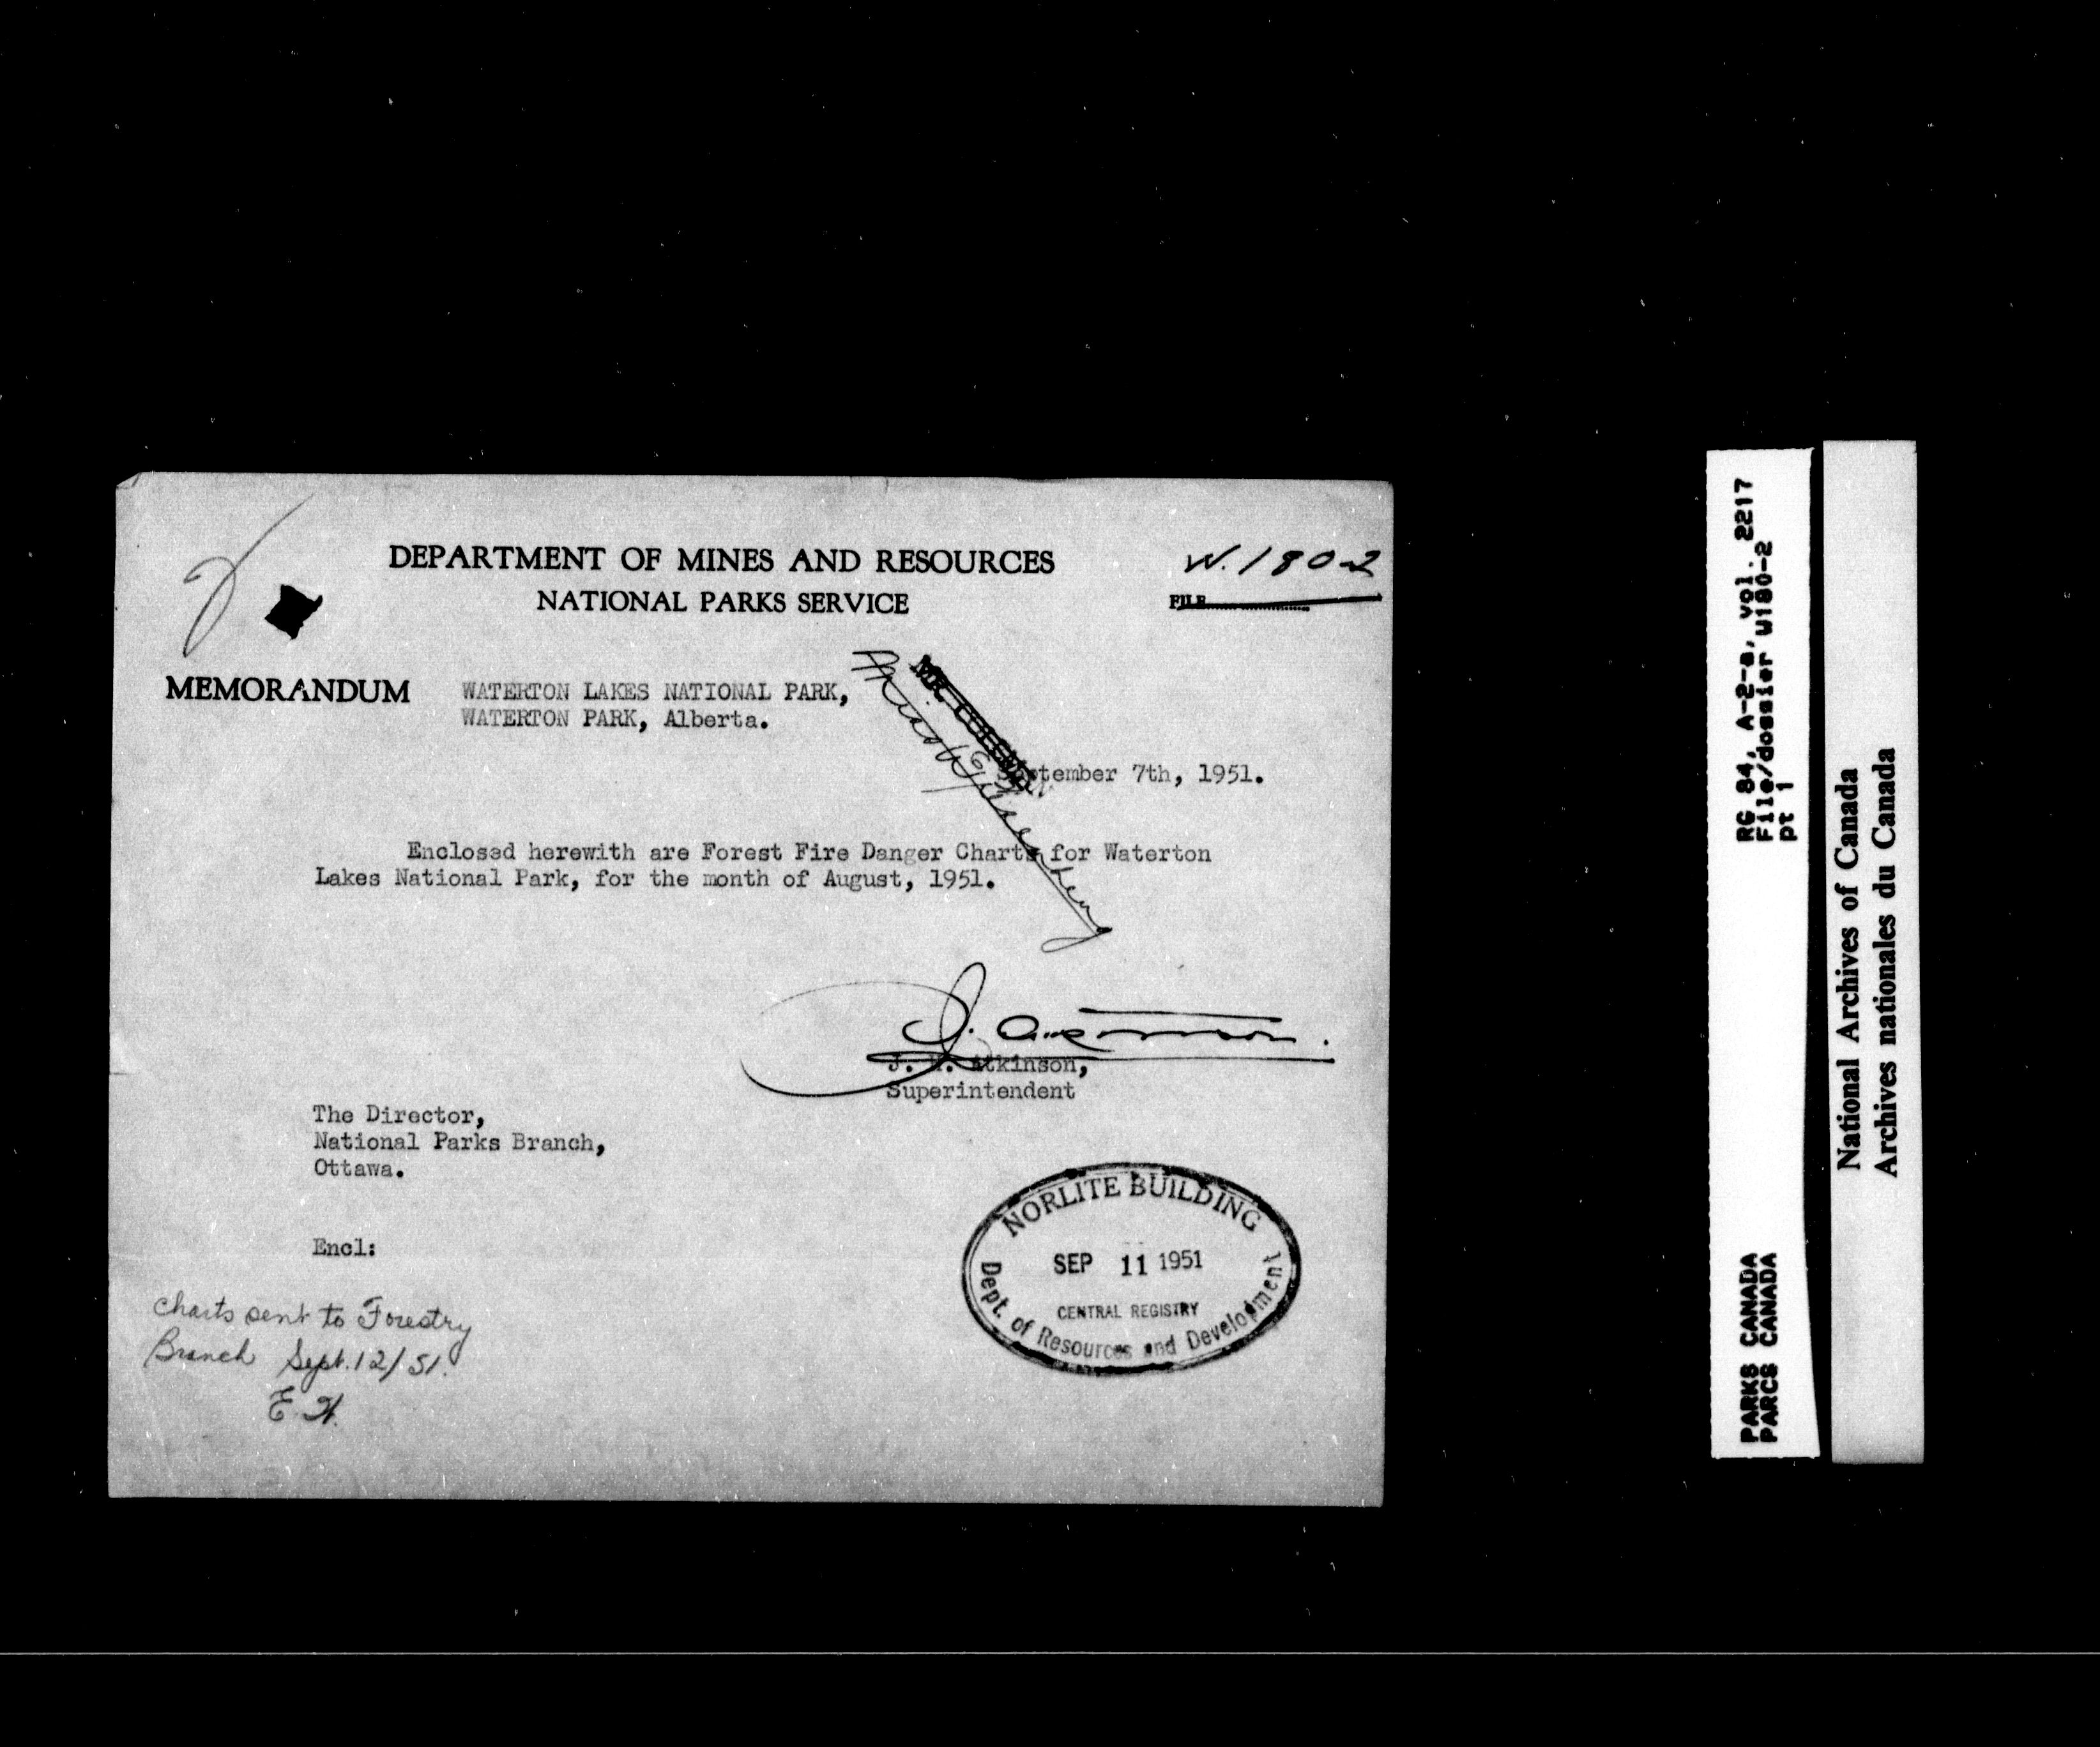 DEPARTMENT OF MINES AND RESOURCES
NATIONAL PARKS SERVICE
W.180-2
FILE
MEMORANDUM
WATERTON LAKES NATIONAL PARK,
WATERTON PARK, Alberta.
September 7th, 1951.
Enclosed herewith are Forest Fire Danger Charts for Waterton
Lakes National Park, for the month of August, 1951.
J. Atkinson.
J. H. Atkinson,
Superintendent
The Director,
National Parks Branch,
Ottawa.
Encl:
Charts sent to Forestry
Branch Sept. 12/51.
E. H.
NORLITE BUILDING
SEP 11 1951
CENTRAL REGISTRY
Dept. of Resources and Development
RG 84, A-2-a, vol. 2217
File/dossier W180-2
pt 1
PARKS CANADA
PARCS CANADA
National Archives of Canada
Archives nationales du Canada